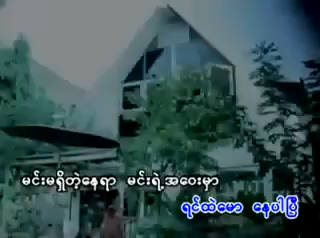 မင်းမရှိတဲ့နေရာ မင်းရဲ့အဝေးမှာ
ရင်ထဲမော နေပါပြီ